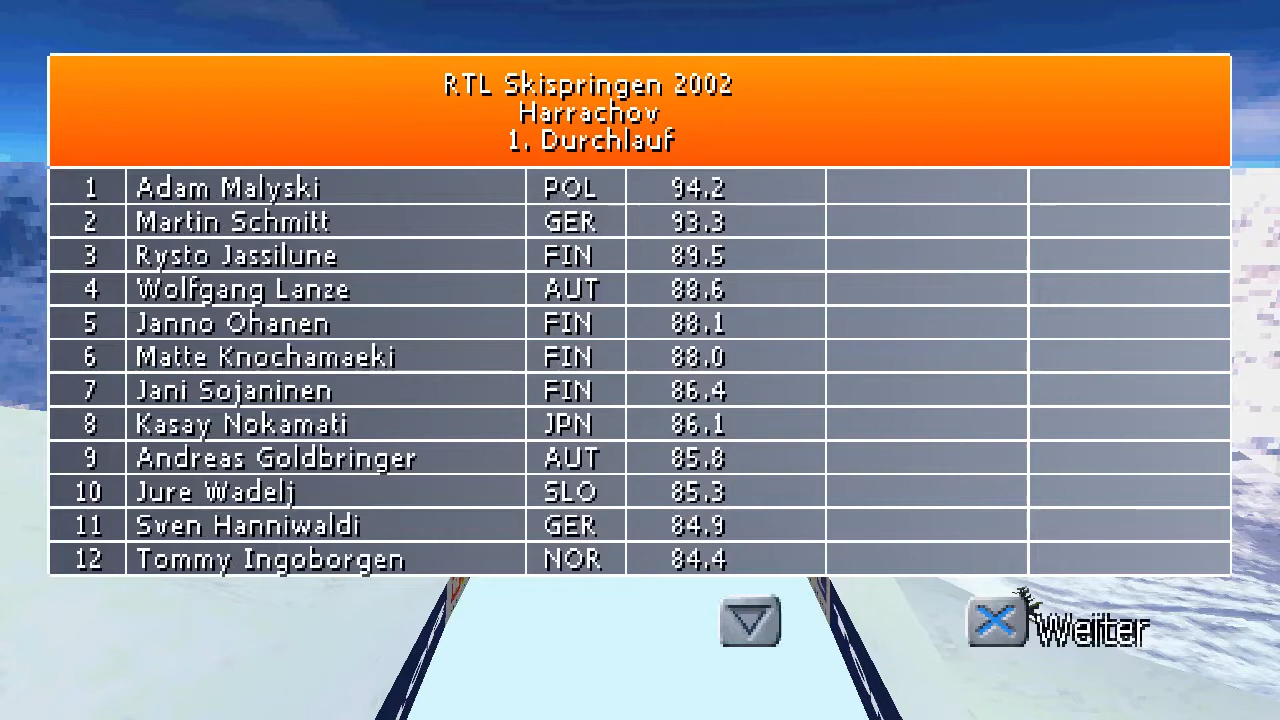 RTL Skispringen 2002
Harrachov
1. Durchlauf
1 Adam Malyski POL 94.2
2 Martin Schmitt GER 93.3
3 Rysto Jassilune FIN 89.5
4 Wolfgang Lanze AUT 88.6
5 Janno Ohanen FIN 88.1
6 Matte Knochamaeki FIN 88.0
7 Jani Sojaninen FIN 86.4
8 Kasay Nokamati JPN 86.1
9 Andreas Goldbringer AUT 85.8
10 Jure Wadelj SLO 85.3
11 Sven Hanniwaldi GER 84.9
12 Tommy Ingoborgen NOR 84.4
Weiter